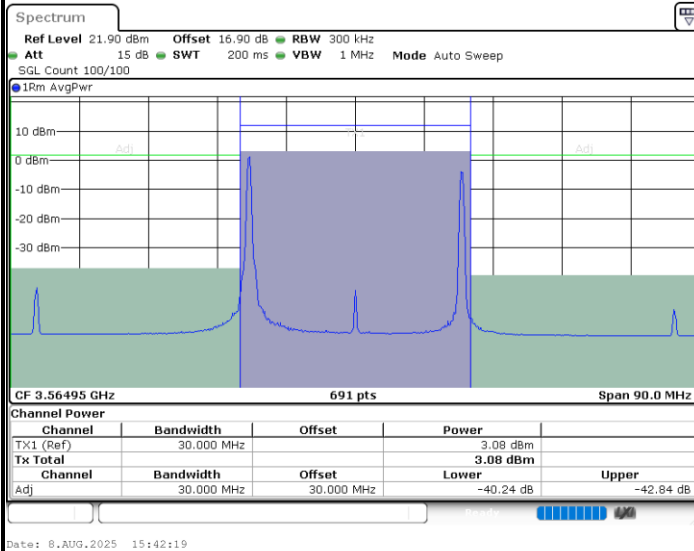 Spectrum
Ref Level 21.90 dBm Offset 16.90 dB RBW 300 kHz
Att 15 dB SWT 200 ms VBW 1 MHz Mode Auto Sweep
SGL Count 100/100
1Rm AvgPwr
10 dBm
Adj Adj
0 dBm
-10 dBm
-20 dBm
-30 dBm
CF 3.56495 GHz 691 pts Span 90.0 MHz
Channel Power
Channel Bandwidth Offset Power
TX1 (Ref) 30.000 MHz 3.08 dBm
Tx Total 3.08 dBm
Channel Bandwidth Offset Lower Upper
Adj 30.000 MHz 30.000 MHz -40.24 dB -42.84 dB
Ready
Date: 8.AUG.2025 15:42:19